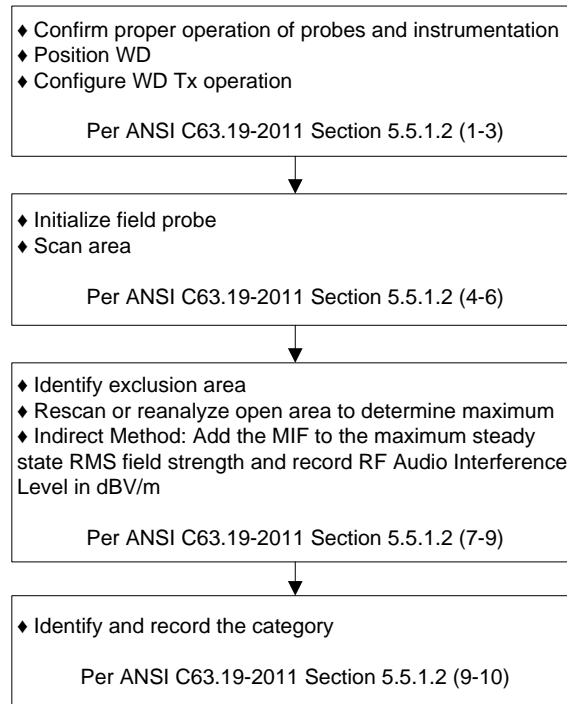 ♦ Confirm proper operation of probes and instrumentation
♦ Position WD
♦ Configure WD Tx operation
Per ANSI C63.19-2011 Section 5.5.1.2 (1-3)
♦ Initialize field probe
♦ Scan area
Per ANSI C63.19-2011 Section 5.5.1.2 (4-6)
♦ Identify exclusion area
♦ Rescan or reanalyze open area to determine maximum
♦ Indirect Method: Add the MIF to the maximum steady
state RMS field strength and record RF Audio Interference
Level in dBV/m
Per ANSI C63.19-2011 Section 5.5.1.2 (7-9)
♦ Identify and record the category
Per ANSI C63.19-2011 Section 5.5.1.2 (9-10)